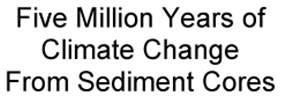 Five Million Years of
Climate Change
From Sediment Cores